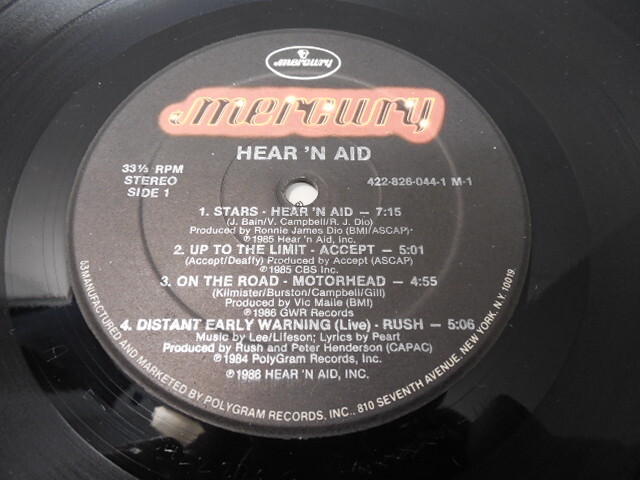 mercury
mercury
HEAR 'N AID
33⅓ RPM
STEREO
SIDE 1
422-826-044-1 M-1
1. STARS - HEAR 'N AID — 7:15
(J. Bain/V. Campbell/R. J. Dio)
Produced by Ronnie James Dio (BMI/ASCAP)
℗1985 Hear 'n Aid, Inc.
2. UP TO THE LIMIT - ACCEPT — 5:01
(Accept/Deaffy) Produced by Accept (ASCAP)
℗1985 CBS Inc.
3. ON THE ROAD - MOTORHEAD — 4:55
(Kilmister/Burston/Campbell/Gill)
Produced by Vic Maile (BMI)
℗1986 GWR Records
4. DISTANT EARLY WARNING (Live) - RUSH — 5:06
Music by Lee/Lifeson; Lyrics by Peart
Produced by Rush and Peter Henderson (CAPAC)
℗1984 PolyGram Records, Inc.
℗1986 HEAR 'N AID, INC.
53 MANUFACTURED AND MARKETED BY POLYGRAM RECORDS, INC., 810 SEVENTH AVENUE, NEW YORK, N.Y. 10019